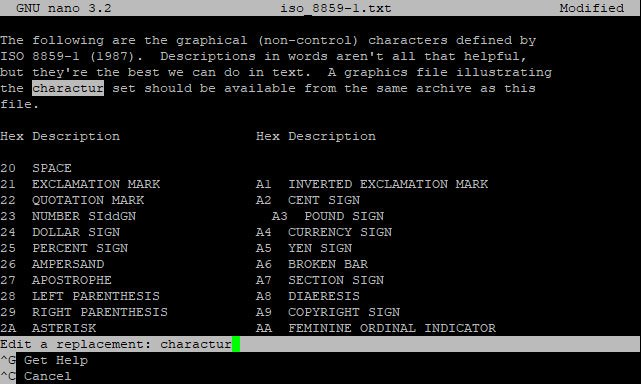 GNU nano 3.2 iso_8859-1.txt Modified
The following are the graphical (non-control) characters defined by
ISO 8859-1 (1987).  Descriptions in words aren't all that helpful,
but they're the best we can do in text.  A graphics file illustrating
the charactur set should be available from the same archive as this
file.
Hex Description Hex Description
20 SPACE
21 EXCLAMATION MARK A1 INVERTED EXCLAMATION MARK
22 QUOTATION MARK A2 CENT SIGN
23 NUMBER SIddGN A3 POUND SIGN
24 DOLLAR SIGN A4 CURRENCY SIGN
25 PERCENT SIGN A5 YEN SIGN
26 AMPERSAND A6 BROKEN BAR
27 APOSTROPHE A7 SECTION SIGN
28 LEFT PARENTHESIS A8 DIAERESIS
29 RIGHT PARENTHESIS A9 COPYRIGHT SIGN
2A ASTERISK AA FEMININE ORDINAL INDICATOR
Edit a replacement: charactur
^G Get Help
^C Cancel